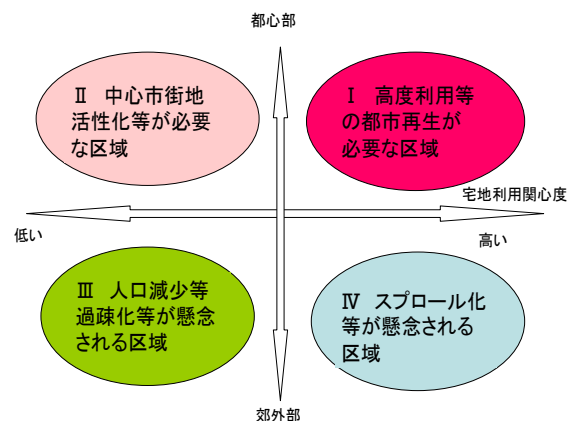 都心部
Ⅱ 中心市街地
活性化等が必要
な区域
Ⅰ 高度利用等
の都市再生が
必要な区域
宅地利用関心度
低い
高い
Ⅲ 人口減少等
過疎化等が懸念
される区域
Ⅳ スプロール化
等が懸念される
区域
郊外部